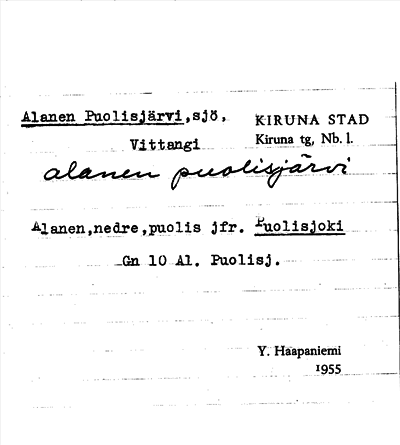 Alanen Puolisjärvi,sjö, KIRUNA STAD
Vittangi Kiruna tg, Nb. l.
alanen puolisjärvi
Alanen,nedre,puolis jfr. Puolisjoki
Gn 10 Al. Puolisj.
Y. Haapaniemi
1955